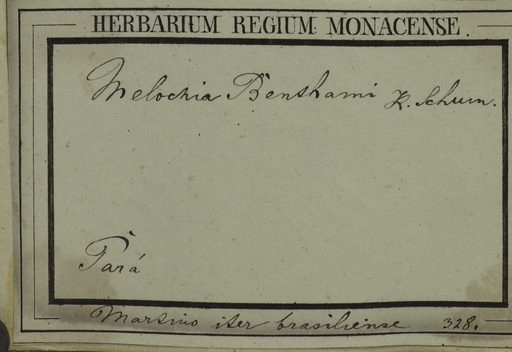 HERBARIUM REGIUM MONACENSE.
Melochia Benthami K. Schum.
Pará
Martius iter brasiliense 328.